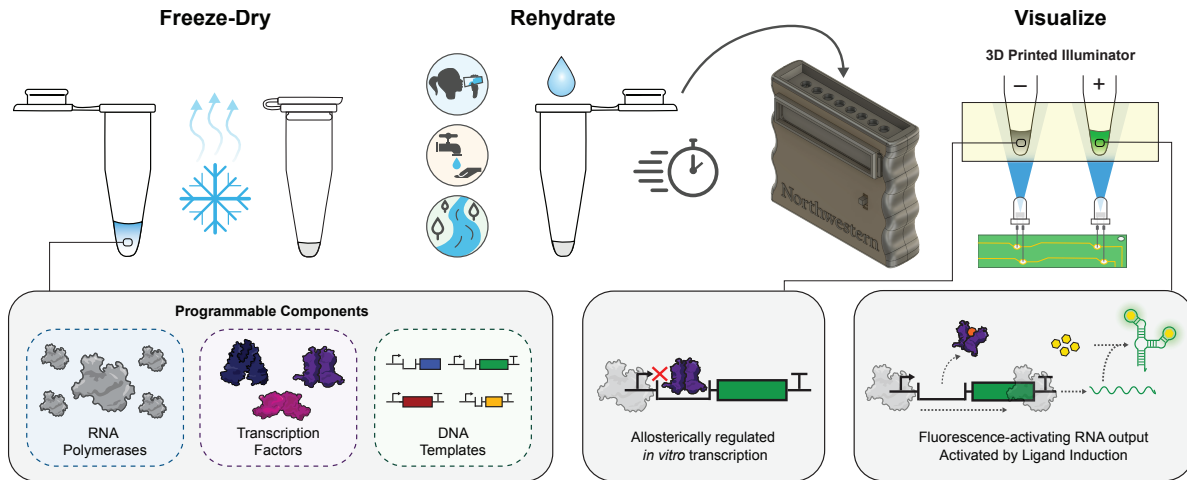 Freeze-Dry
Rehydrate
Visualize
3D Printed Illuminator
–
+
Northwestern
Programmable Components
RNA
Polymerases
Transcription
Factors
DNA
Templates
Allosterically regulated
in vitro transcription
Fluorescence-activating RNA output
Activated by Ligand Induction